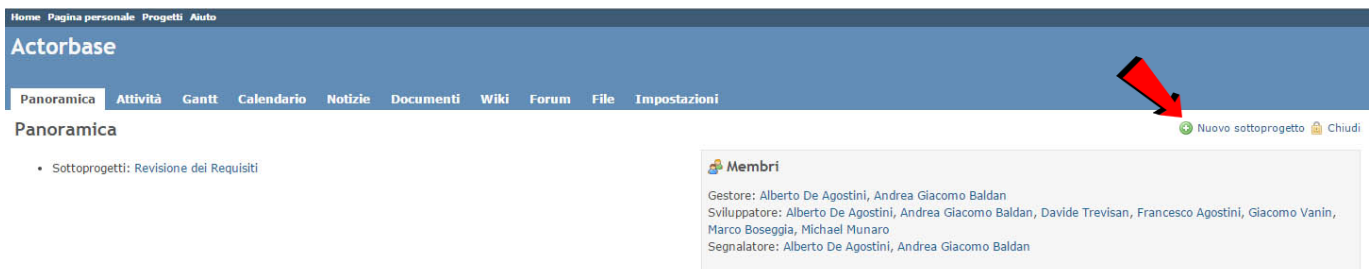 Home Pagina personale Progetti Aiuto
Actorbase
Panoramica Attività Gantt Calendario Notizie Documenti Wiki Forum File Impostazioni
Panoramica
Nuovo sottoprogetto Chiudi
• Sottoprogetti: Revisione dei Requisiti
Membri
Gestore: Alberto De Agostini, Andrea Giacomo Baldan
Sviluppatore: Alberto De Agostini, Andrea Giacomo Baldan, Davide Trevisan, Francesco Agostini, Giacomo Vanin,
Marco Boseggia, Michael Munaro
Segnalatore: Alberto De Agostini, Andrea Giacomo Baldan